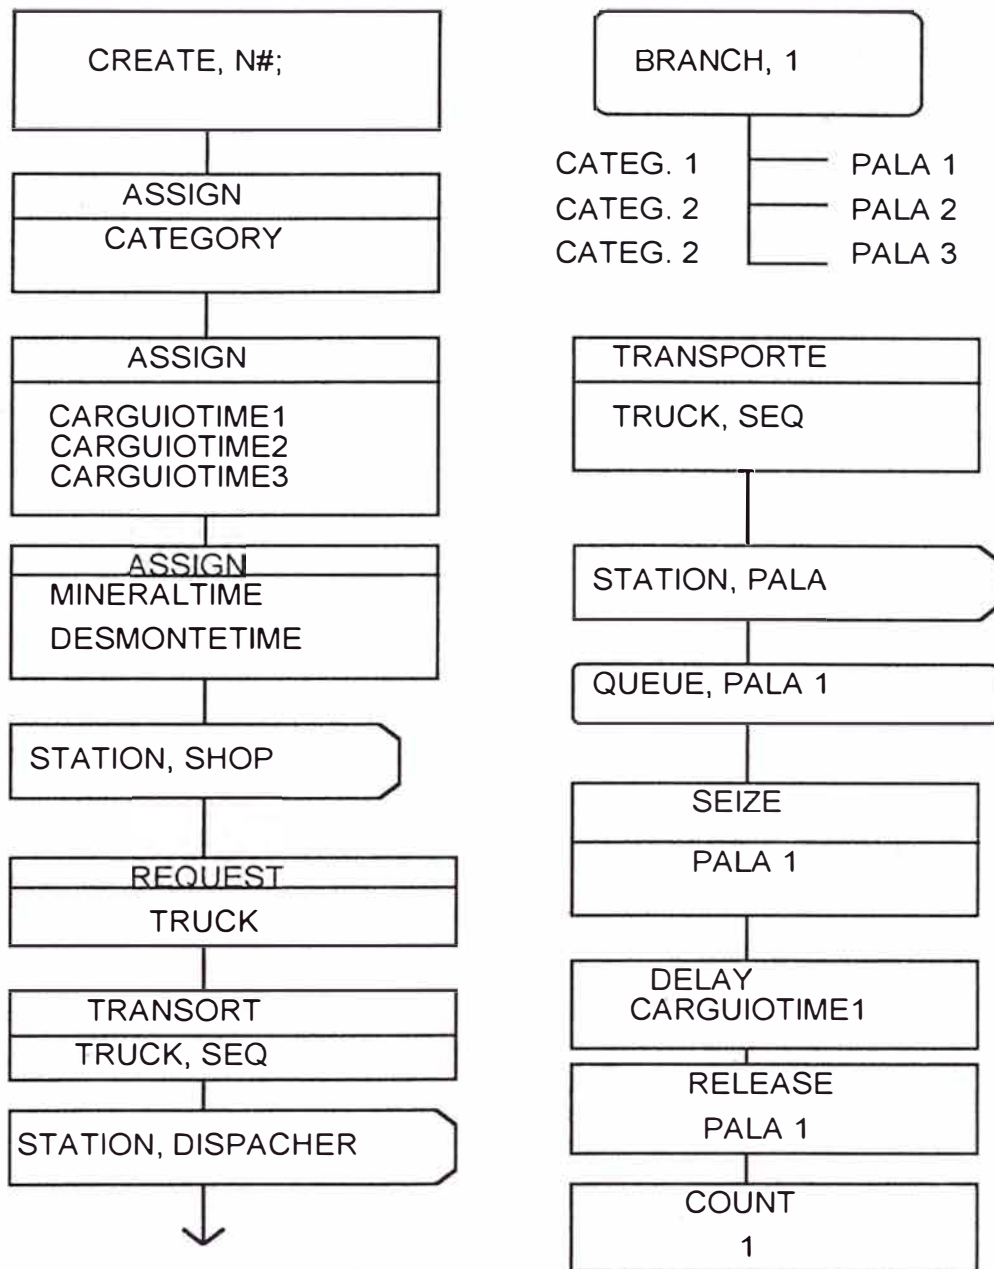 CREATE, N#;
ASSIGN
CATEGORY
ASSIGN
CARGUIOTIME1
CARGUIOTIME2
CARGUIOTIME3
ASSIGN
MINERALTIME
DESMONTETIME
STATION, SHOP
REQUEST
TRUCK
TRANSORT
TRUCK, SEQ
STATION, DISPACHER
BRANCH, 1
CATEG. 1 PALA 1
CATEG. 2 PALA 2
CATEG. 2 PALA 3
TRANSPORTE
TRUCK, SEQ
STATION, PALA
QUEUE, PALA 1
SEIZE
PALA 1
DELAY
CARGUIOTIME1
RELEASE
PALA 1
COUNT
1